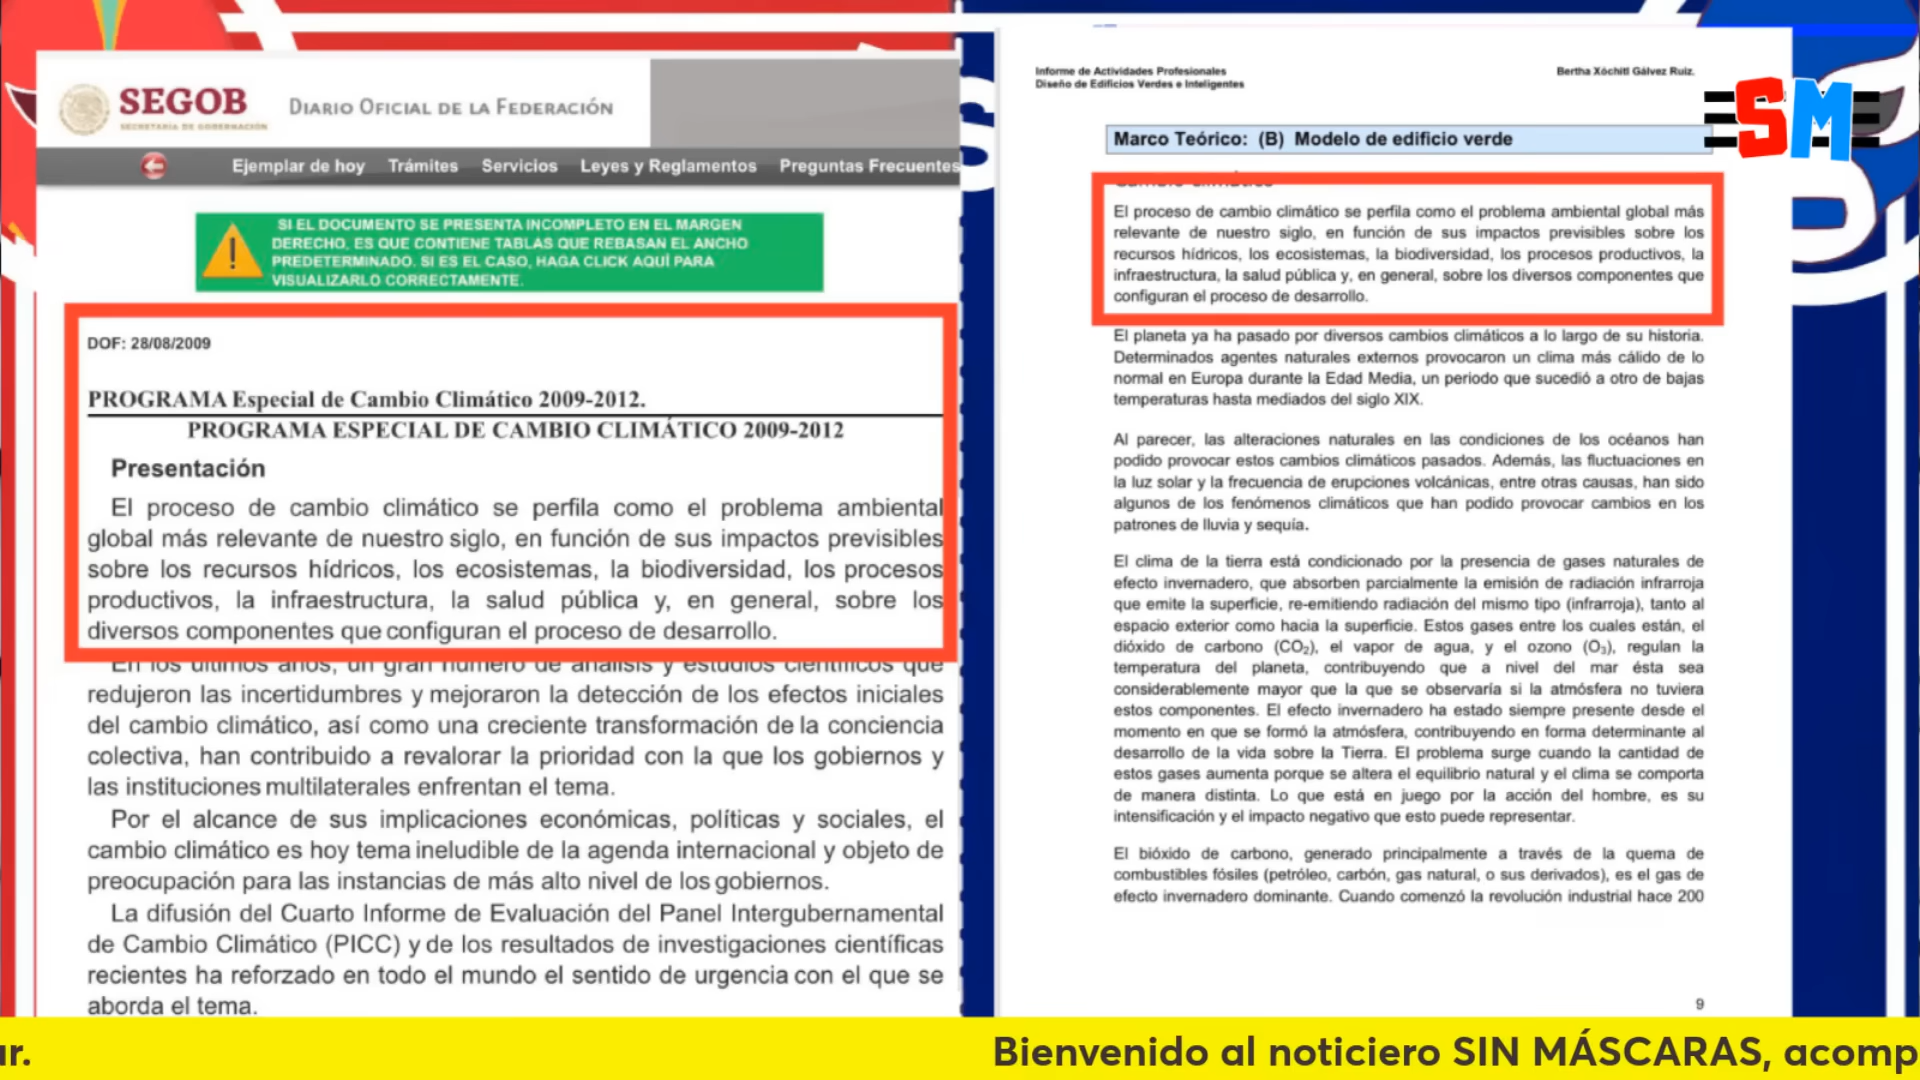 SEGOB
SECRETARÍA DE GOBERNACIÓN
DIARIO OFICIAL DE LA FEDERACIÓN
Ejemplar de hoy Trámites Servicios Leyes y Reglamentos Preguntas Frecuentes
SI EL DOCUMENTO SE PRESENTA INCOMPLETO EN EL MARGEN
DERECHO, ES QUE CONTIENE TABLAS QUE REBASAN EL ANCHO
PREDETERMINADO. SI ES EL CASO, HAGA CLICK AQUÍ PARA
VISUALIZARLO CORRECTAMENTE.
DOF: 28/08/2009
PROGRAMA Especial de Cambio Climático 2009-2012.
PROGRAMA ESPECIAL DE CAMBIO CLIMÁTICO 2009-2012
Presentación
El proceso de cambio climático se perfila como el problema ambiental
global más relevante de nuestro siglo, en función de sus impactos previsibles
sobre los recursos hídricos, los ecosistemas, la biodiversidad, los procesos
productivos, la infraestructura, la salud pública y, en general, sobre los
diversos componentes que configuran el proceso de desarrollo.
En los últimos años, un gran número de análisis y estudios científicos que
redujeron las incertidumbres y mejoraron la detección de los efectos iniciales
del cambio climático, así como una creciente transformación de la conciencia
colectiva, han contribuido a revalorar la prioridad con la que los gobiernos y
las instituciones multilaterales enfrentan el tema.
Por el alcance de sus implicaciones económicas, políticas y sociales, el
cambio climático es hoy tema ineludible de la agenda internacional y objeto de
preocupación para las instancias de más alto nivel de los gobiernos.
La difusión del Cuarto Informe de Evaluación del Panel Intergubernamental
de Cambio Climático (PICC) y de los resultados de investigaciones científicas
recientes ha reforzado en todo el mundo el sentido de urgencia con el que se
aborda el tema.
Informe de Actividades Profesionales
Diseño de Edificios Verdes e Inteligentes
Bertha Xóchitl Gálvez Ruiz.
SM
Marco Teórico: (B) Modelo de edificio verde
El proceso de cambio climático se perfila como el problema ambiental global más
relevante de nuestro siglo, en función de sus impactos previsibles sobre los
recursos hídricos, los ecosistemas, la biodiversidad, los procesos productivos, la
infraestructura, la salud pública y, en general, sobre los diversos componentes que
configuran el proceso de desarrollo.
El planeta ya ha pasado por diversos cambios climáticos a lo largo de su historia.
Determinados agentes naturales externos provocaron un clima más cálido de lo
normal en Europa durante la Edad Media, un periodo que sucedió a otro de bajas
temperaturas hasta mediados del siglo XIX.
Al parecer, las alteraciones naturales en las condiciones de los océanos han
podido provocar estos cambios climáticos pasados. Además, las fluctuaciones en
la luz solar y la frecuencia de erupciones volcánicas, entre otras causas, han sido
algunos de los fenómenos climáticos que han podido provocar cambios en los
patrones de lluvia y sequía.
El clima de la tierra está condicionado por la presencia de gases naturales de
efecto invernadero, que absorben parcialmente la emisión de radiación infrarroja
que emite la superficie, re-emitiendo radiación del mismo tipo (infrarroja), tanto al
espacio exterior como hacia la superficie. Estos gases entre los cuales están, el
dióxido de carbono (CO₂), el vapor de agua, y el ozono (O₃), regulan la
temperatura del planeta, contribuyendo que a nivel del mar ésta sea
considerablemente mayor que la que se observaría si la atmósfera no tuviera
estos componentes. El efecto invernadero ha estado siempre presente desde el
momento en que se formó la atmósfera, contribuyendo en forma determinante al
desarrollo de la vida sobre la Tierra. El problema surge cuando la cantidad de
estos gases aumenta porque se altera el equilibrio natural y el clima se comporta
de manera distinta. Lo que está en juego por la acción del hombre, es su
intensificación y el impacto negativo que esto puede representar.
El bióxido de carbono, generado principalmente a través de la quema de
combustibles fósiles (petróleo, carbón, gas natural, o sus derivados), es el gas de
efecto invernadero dominante. Cuando comenzó la revolución industrial hace 200
9
ar. Bienvenido al noticiero SIN MÁSCARAS, acomp